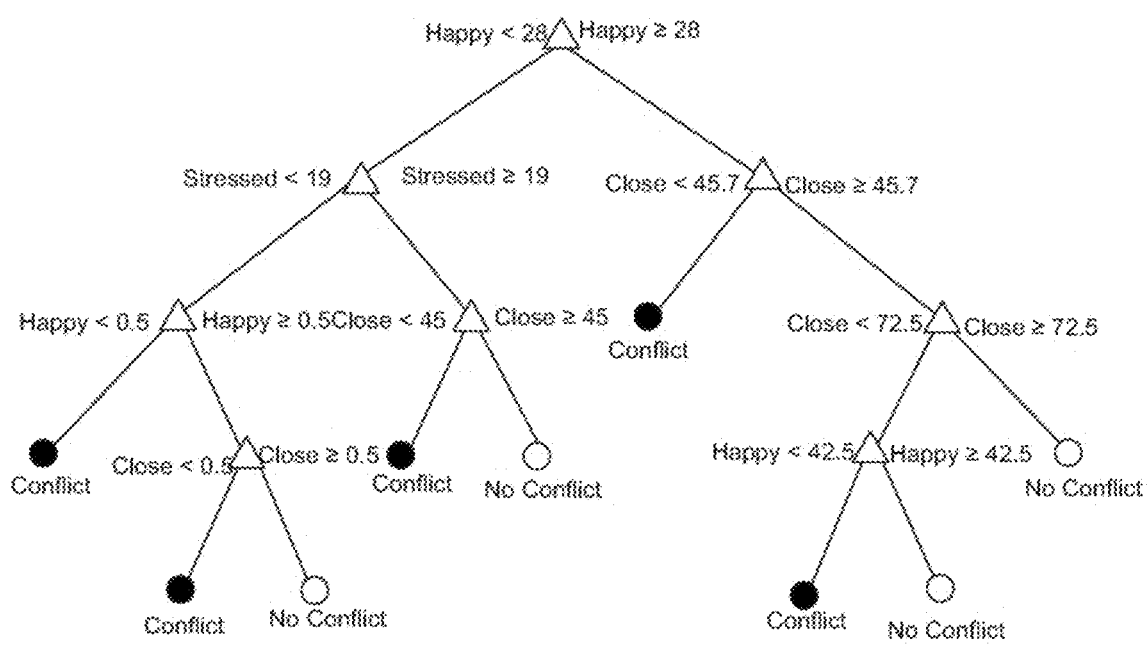 Happy < 28 Happy ≥ 28
Stressed < 19 Stressed ≥ 19 Close < 45.7 Close ≥ 45.7
Happy < 0.5 Happy ≥ 0.5 Close < 45 Close ≥ 45 Conflict Close < 72.5 Close ≥ 72.5
Conflict Close < 0.5 Close ≥ 0.5 Conflict No Conflict Happy < 42.5 Happy ≥ 42.5 No Conflict
Conflict No Conflict Conflict No Conflict